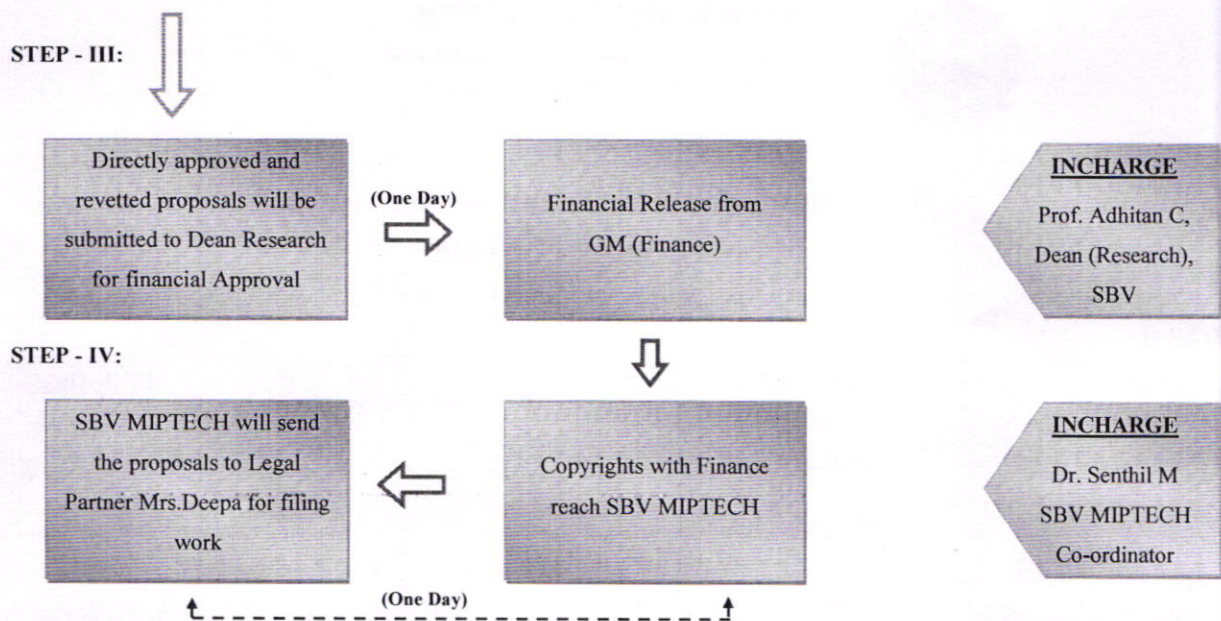 STEP - III:
Directly approved and
revetted proposals will be
submitted to Dean Research
for financial Approval
(One Day)
Financial Release from
GM (Finance)
INCHARGE
Prof. Adhitan C,
Dean (Research),
SBV
STEP - IV:
SBV MIPTECH will send
the proposals to Legal
Partner Mrs.Deepa for filing
work
Copyrights with Finance
reach SBV MIPTECH
INCHARGE
Dr. Senthil M
SBV MIPTECH
Co-ordinator
(One Day)